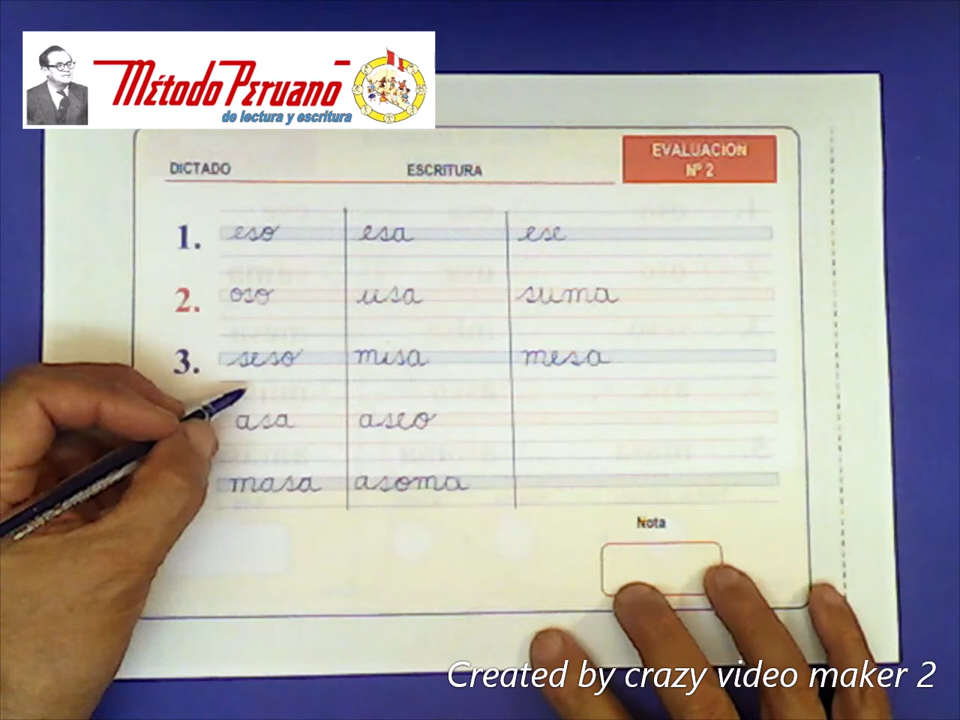 Método Peruano
de lectura y escritura
EVALUACIÓN
Nº 2
DICTADO ESCRITURA
1. eso esa ese
2. oso usa suma
3. seso misa mesa
asa aseo
masa asoma
Nota
Created by crazy video maker 2